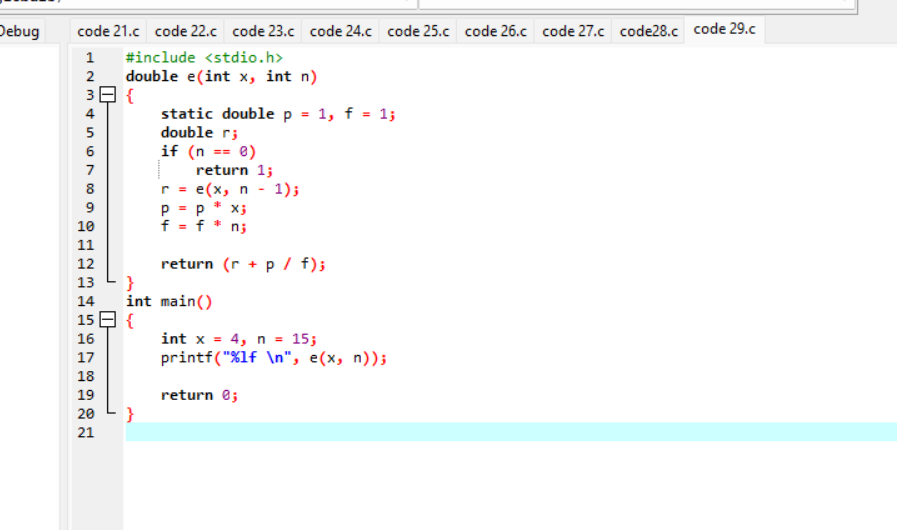 Debug code 21.c code 22.c code 23.c code 24.c code 25.c code 26.c code 27.c code28.c code 29.c
1 #include <stdio.h>
2 double e(int x, int n)
3 {
4 static double p = 1, f = 1;
5 double r;
6 if (n == 0)
7 return 1;
8 r = e(x, n - 1);
9 p = p * x;
10 f = f * n;
11
12 return (r + p / f);
13 }
14 int main()
15 {
16 int x = 4, n = 15;
17 printf("%lf \n", e(x, n));
18
19 return 0;
20 }
21